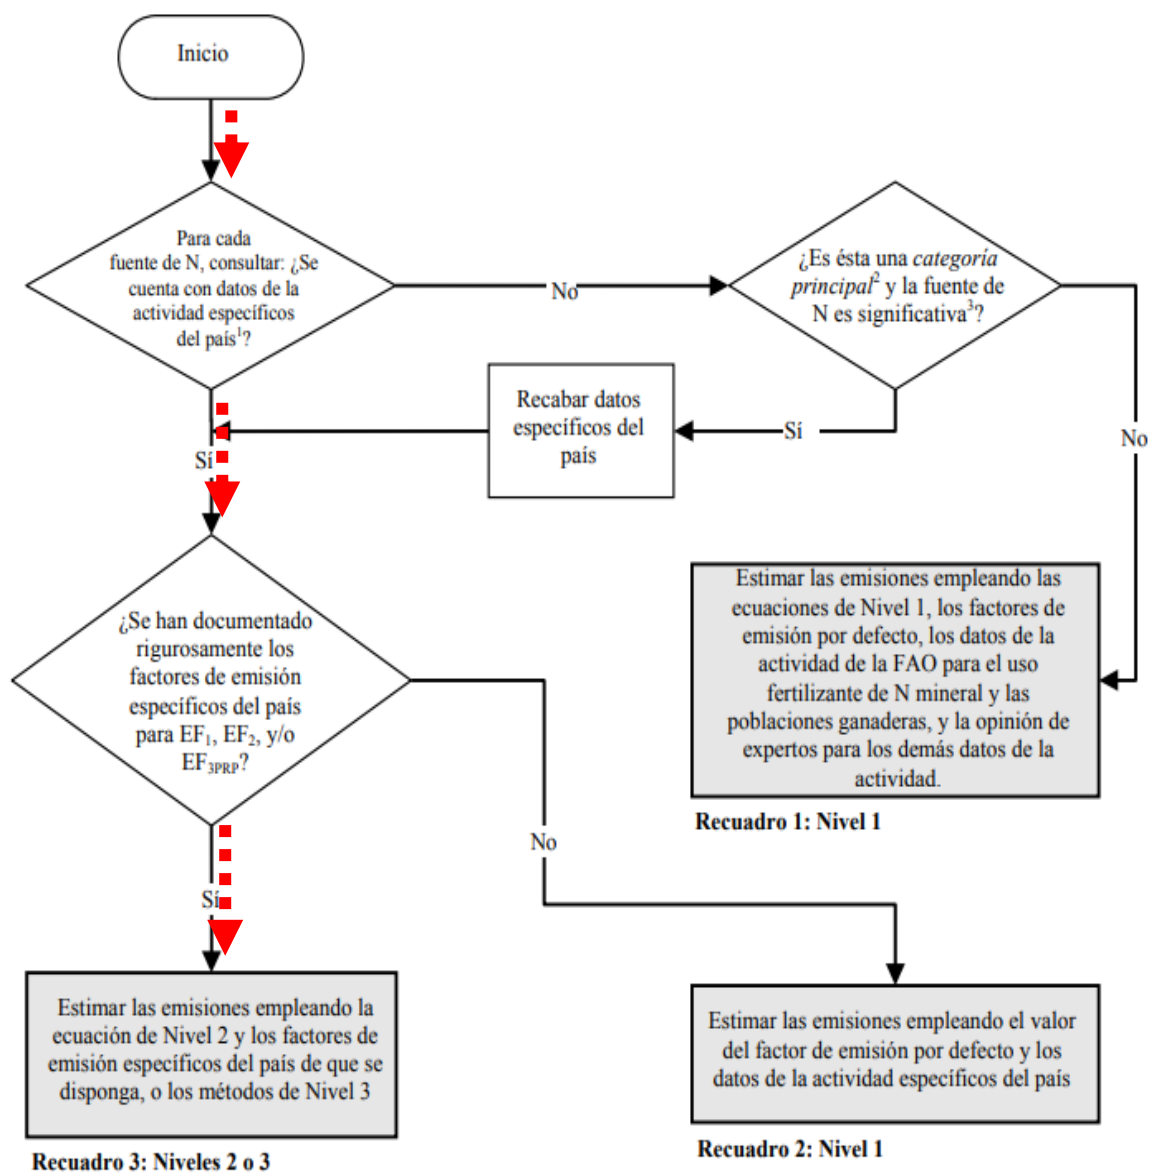 Inicio
Para cada
fuente de N, consultar: ¿Se
cuenta con datos de la
actividad específicos
del país¹?
No
¿Es ésta una categoría
principal² y la fuente de
N es significativa³?
Recabar datos
específicos del
país
Sí
No
Sí
¿Se han documentado
rigurosamente los
factores de emisión
específicos del país
para EF₁, EF₂, y/o
EF₃PRP?
Estimar las emisiones empleando las
ecuaciones de Nivel 1, los factores de
emisión por defecto, los datos de la
actividad de la FAO para el uso
fertilizante de N mineral y las
poblaciones ganaderas, y la opinión de
expertos para los demás datos de la
actividad.
Recuadro 1: Nivel 1
No
Sí
Estimar las emisiones empleando la
ecuación de Nivel 2 y los factores de
emisión específicos del país de que se
disponga, o los métodos de Nivel 3
Recuadro 3: Niveles 2 o 3
Estimar las emisiones empleando el valor
del factor de emisión por defecto y los
datos de la actividad específicos del país
Recuadro 2: Nivel 1